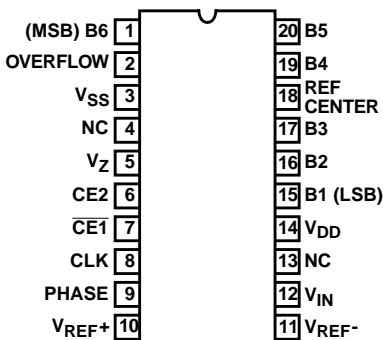 (MSB) B6 1 20 B5
OVERFLOW 2 19 B4
VSS 3 18 REF CENTER
NC 4 17 B3
VZ 5 16 B2
CE2 6 15 B1 (LSB)
CE1 7 14 VDD
CLK 8 13 NC
PHASE 9 12 VIN
VREF+ 10 11 VREF-